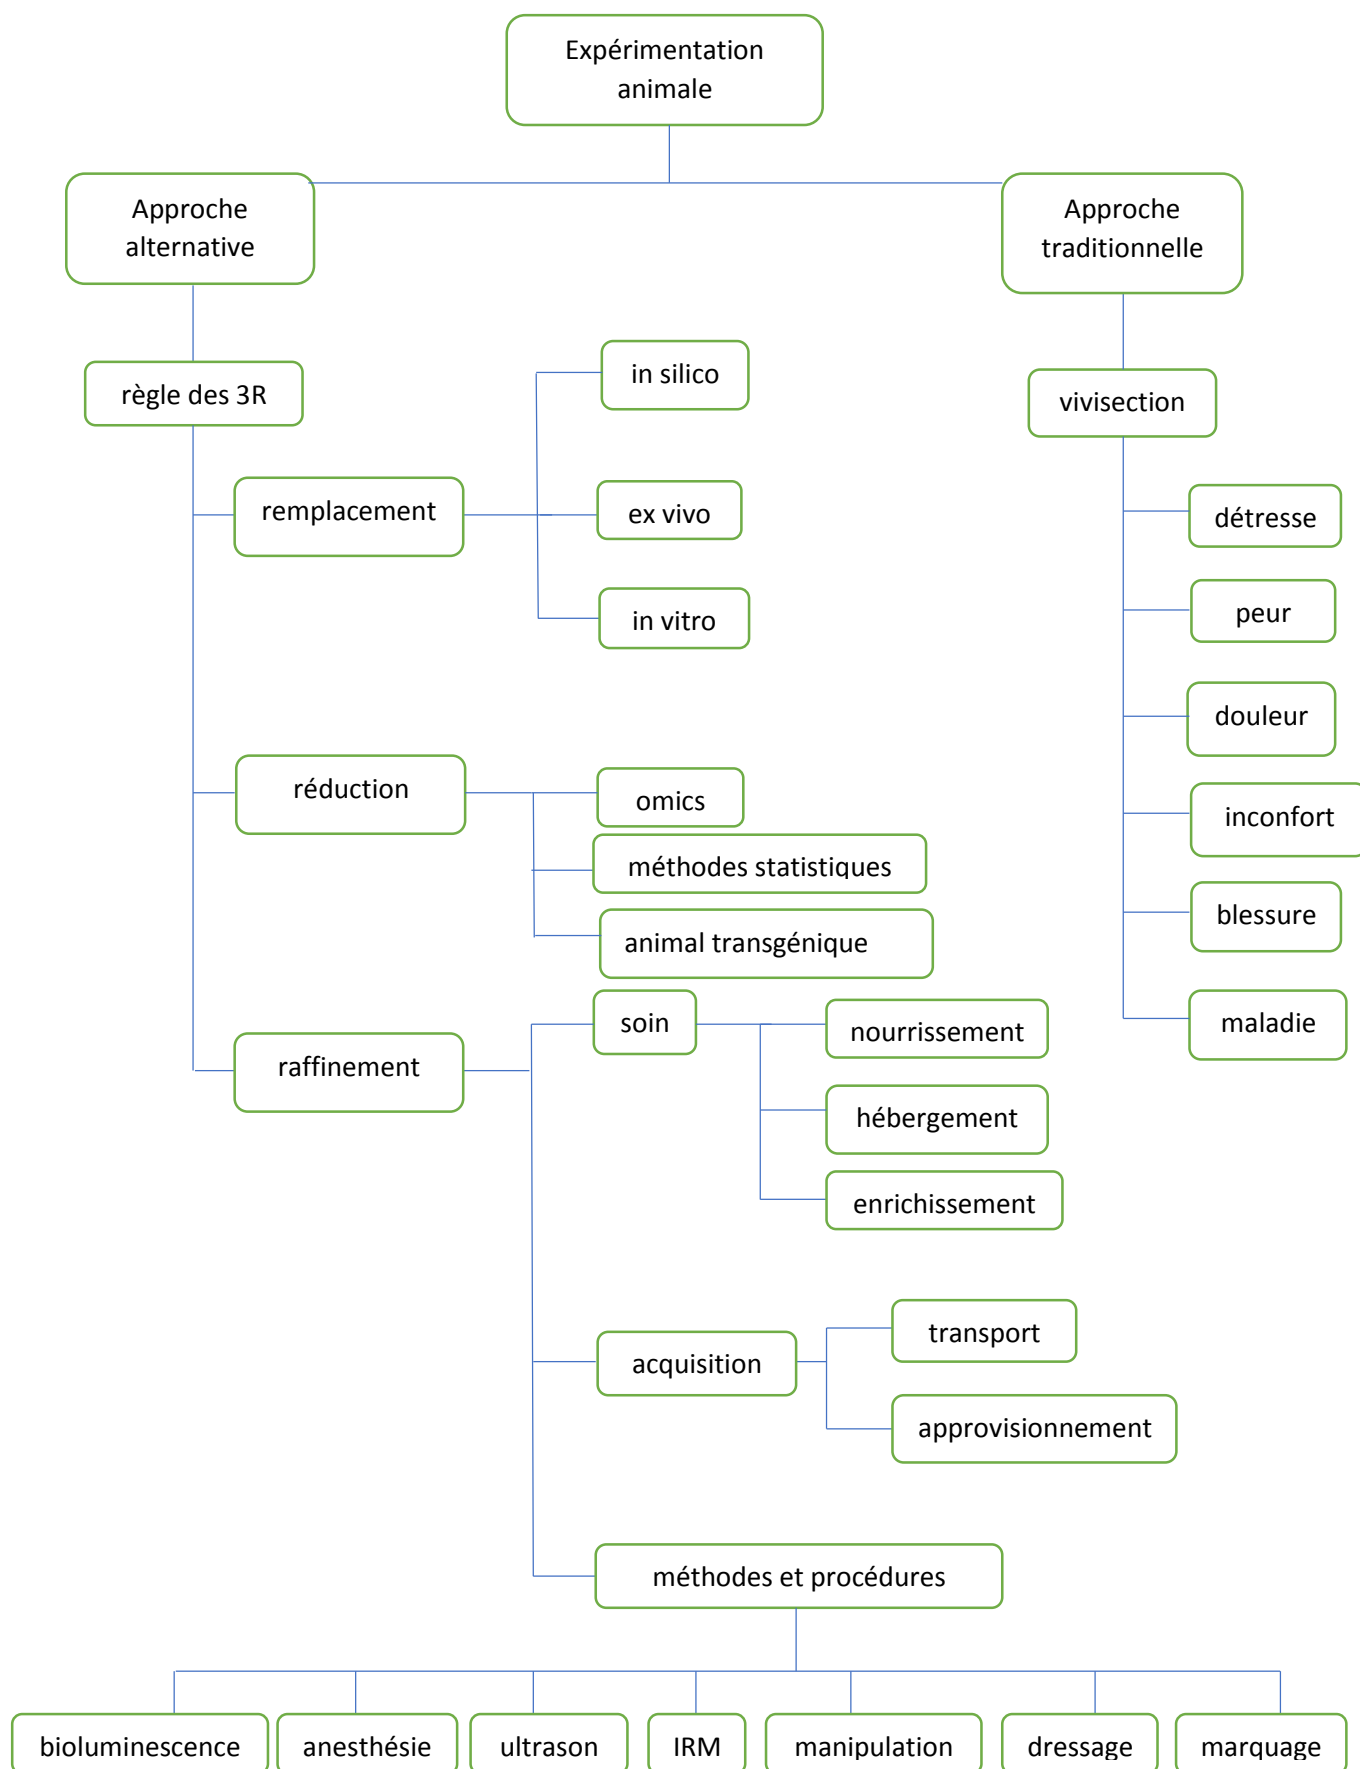 Expérimentation
animale
Approche
alternative
Approche
traditionnelle
règle des 3R
vivisection
remplacement
in silico
ex vivo
in vitro
détresse
peur
douleur
inconfort
blessure
maladie
réduction
omics
méthodes statistiques
animal transgénique
raffinement
soin
nourrissement
hébergement
enrichissement
acquisition
transport
approvisionnement
méthodes et procédures
bioluminescence
anesthésie
ultrason
IRM
manipulation
dressage
marquage